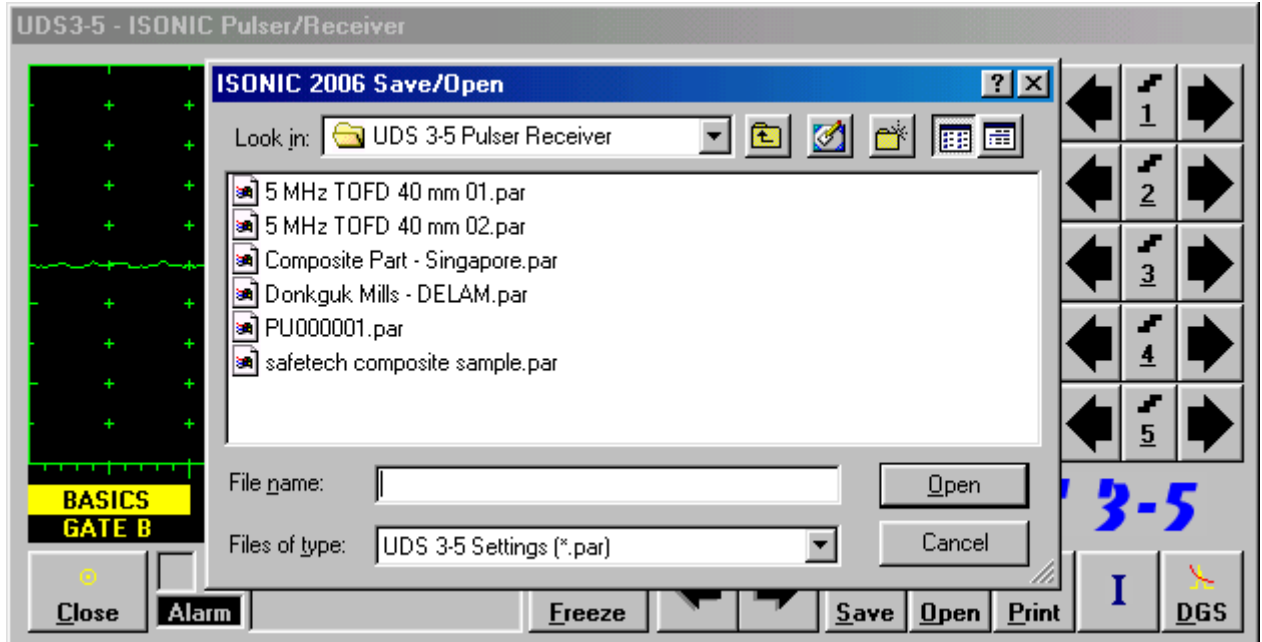 UDS3-5 - ISONIC Pulser/Receiver
ISONIC 2006 Save/Open
Look in: UDS 3-5 Pulser Receiver
5 MHz TOFD 40 mm 01.par
5 MHz TOFD 40 mm 02.par
Composite Part - Singapore.par
Donkguk Mills - DELAM.par
PU000001.par
safetech composite sample.par
File name:
Open
Files of type: UDS 3-5 Settings (*.par)
Cancel
1
2
3
4
5
BASICS
GATE B
3-5
Close
Alarm
Freeze
Save
Open
Print
I
DGS